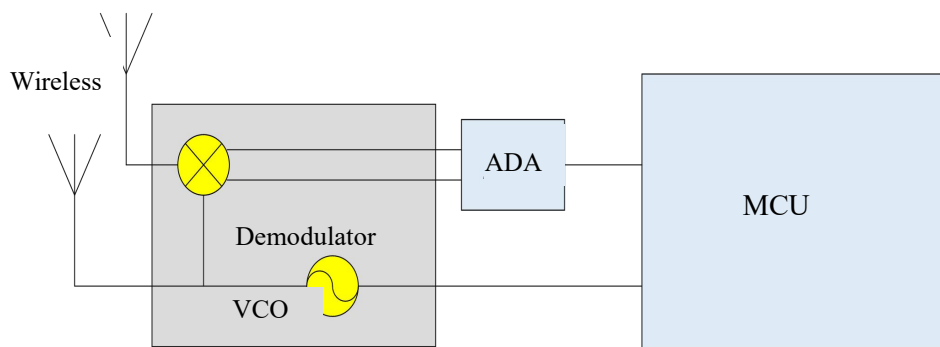 Wireless
ADA
MCU
Demodulator
VCO